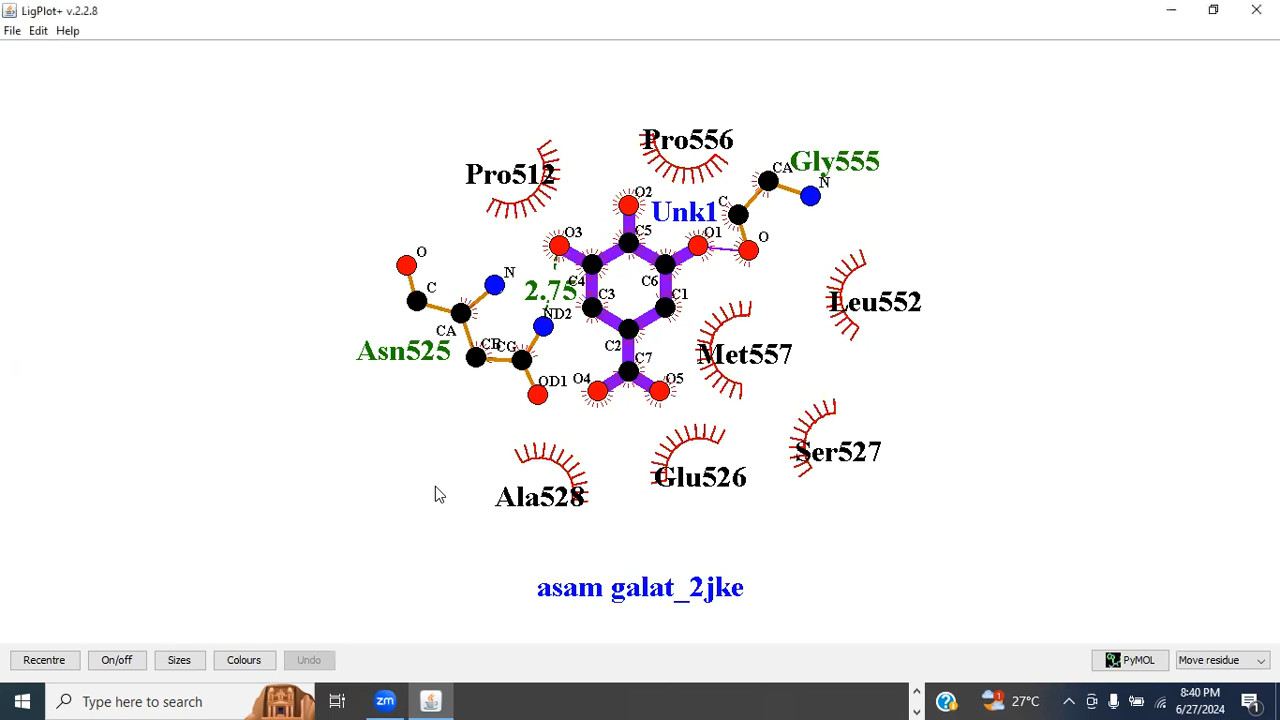 LigPlot+ v.2.2.8
File Edit Help
Pro556
Pro512
Gly555
CA
N
O2
Unk1
C
O3
C5
O1
O
O
N
C4
C6
2.75
C3
C1
C
ND2
Leu552
CA
C2
Met557
Asn525
CB
CG
C7
OD1
O4
O5
Ser527
Glu526
Ala528
asam galat_2jke
Recentre On/off Sizes Colours Undo PyMOL Move residue
Type here to search
zm
1
27°C
8:40 PM
6/27/2024
1